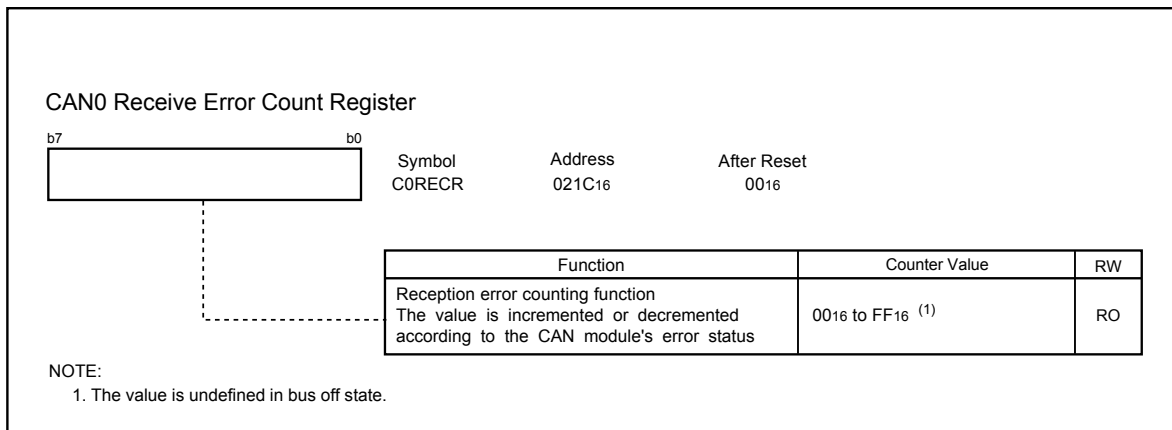 CAN0 Receive Error Count Register
b7 b0
Symbol Address After Reset
C0RECR 021C16 0016
Function Counter Value RW
Reception error counting function
The value is incremented or decremented
according to the CAN module's error status
0016 to FF16 (1)
RO
NOTE:
1. The value is undefined in bus off state.